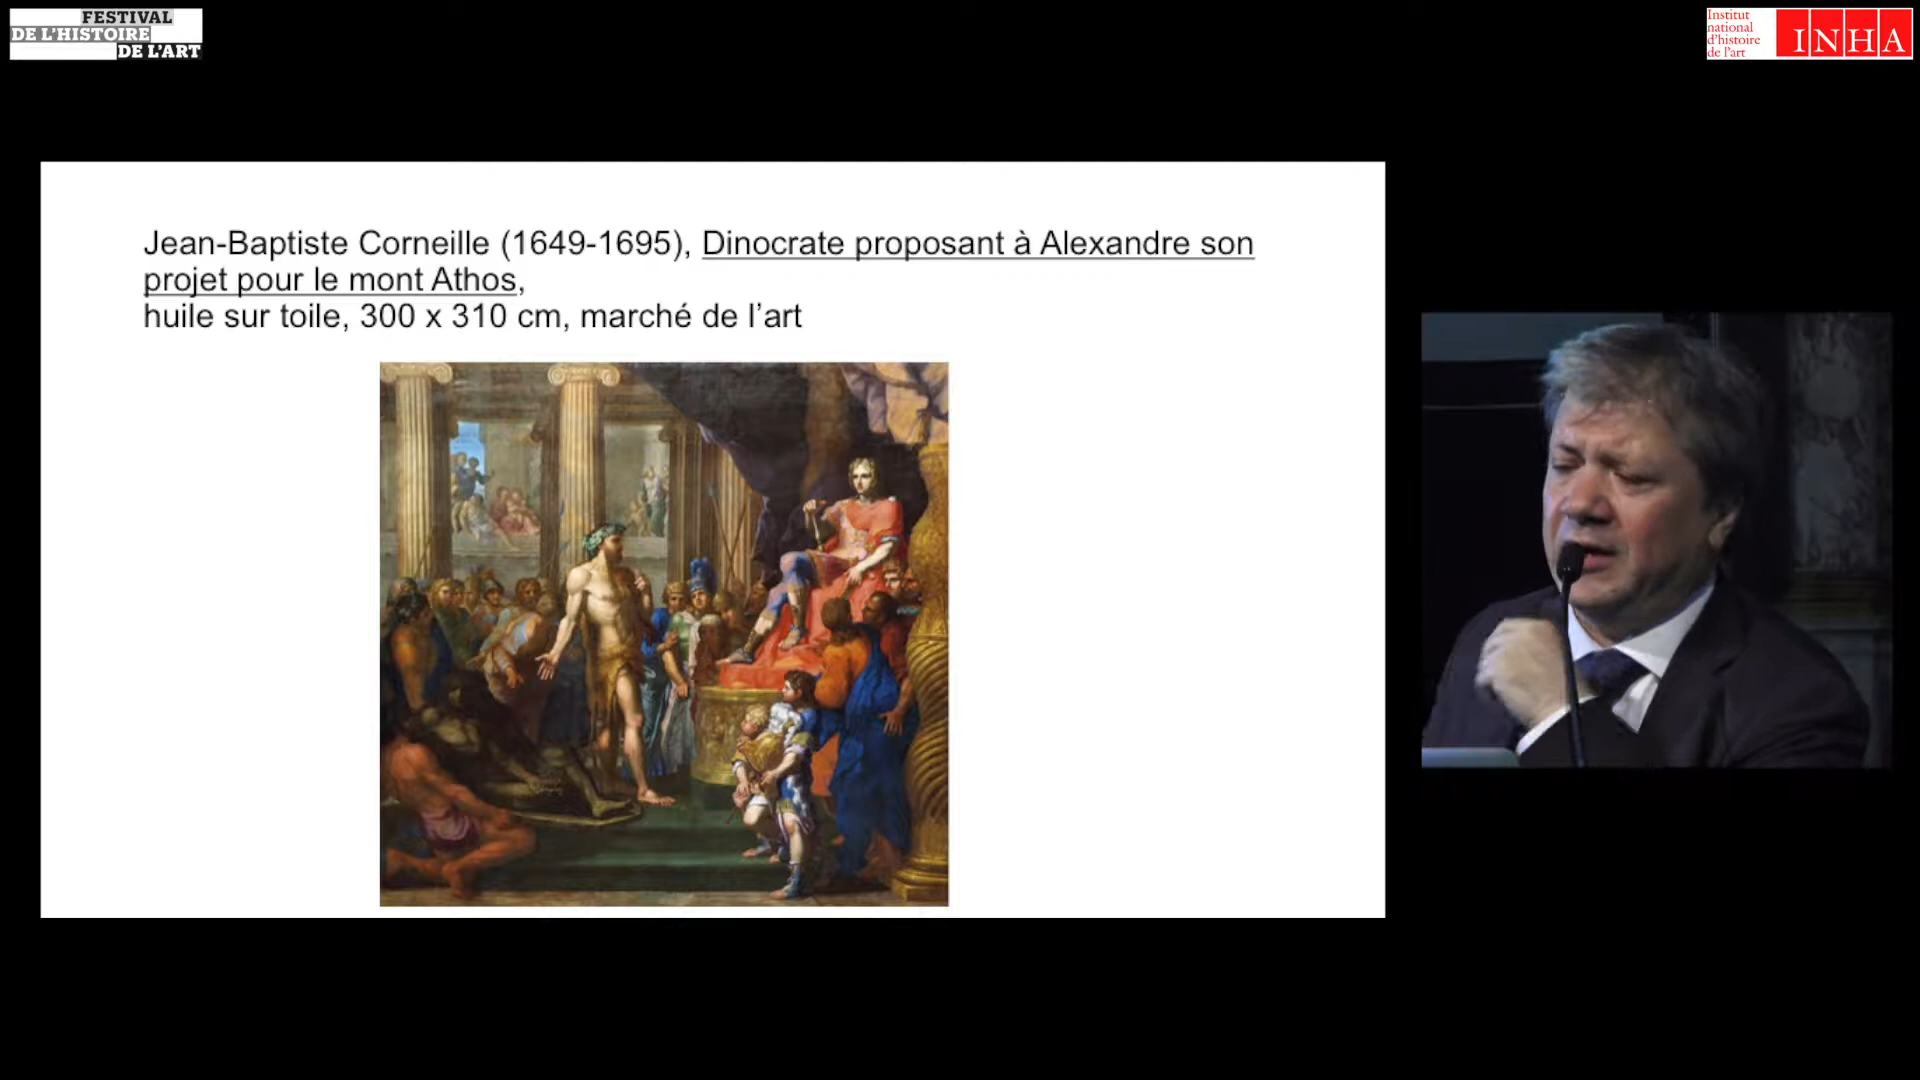 FESTIVAL
DE L'HISTOIRE
DE L'ART
Institut
national
d'histoire
de l'art
INHA
Jean-Baptiste Corneille (1649-1695), Dinocrate proposant à Alexandre son
projet pour le mont Athos,
huile sur toile, 300 x 310 cm, marché de l’art